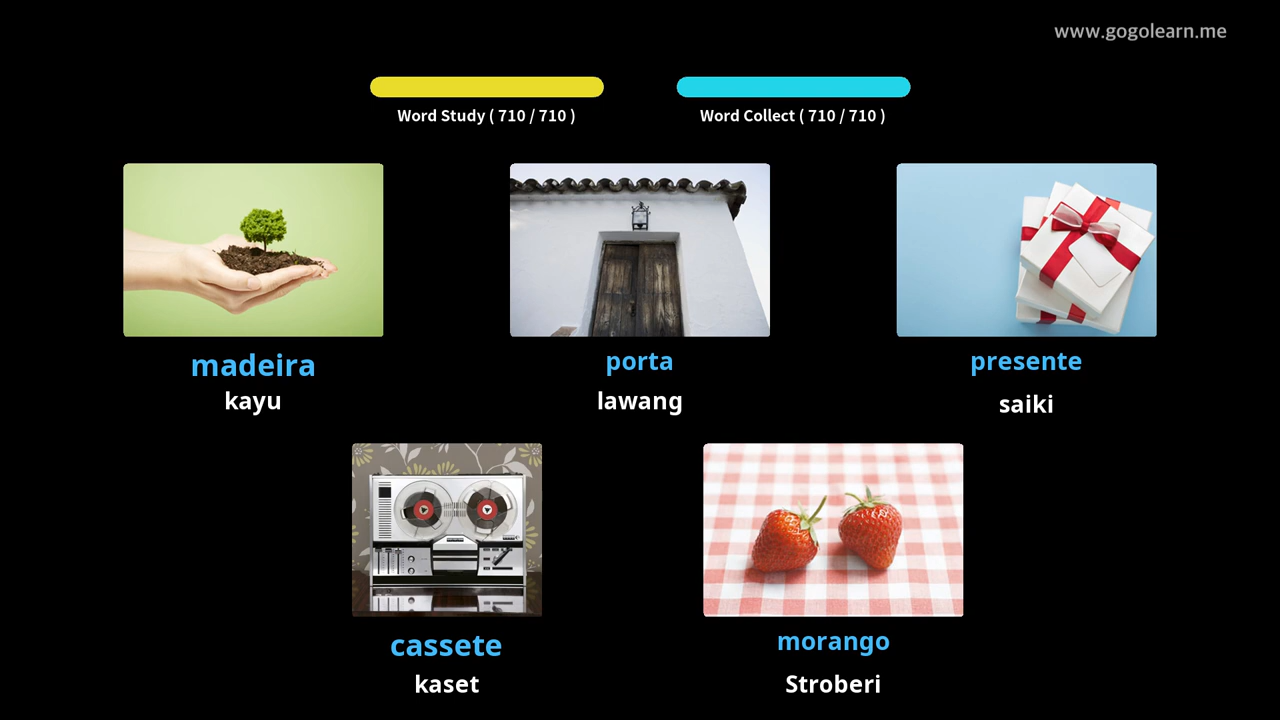 www.gogolearn.me
Word Study ( 710 / 710 )
Word Collect ( 710 / 710 )
madeira
kayu
porta
lawang
presente
saiki
cassete
kaset
morango
Stroberi